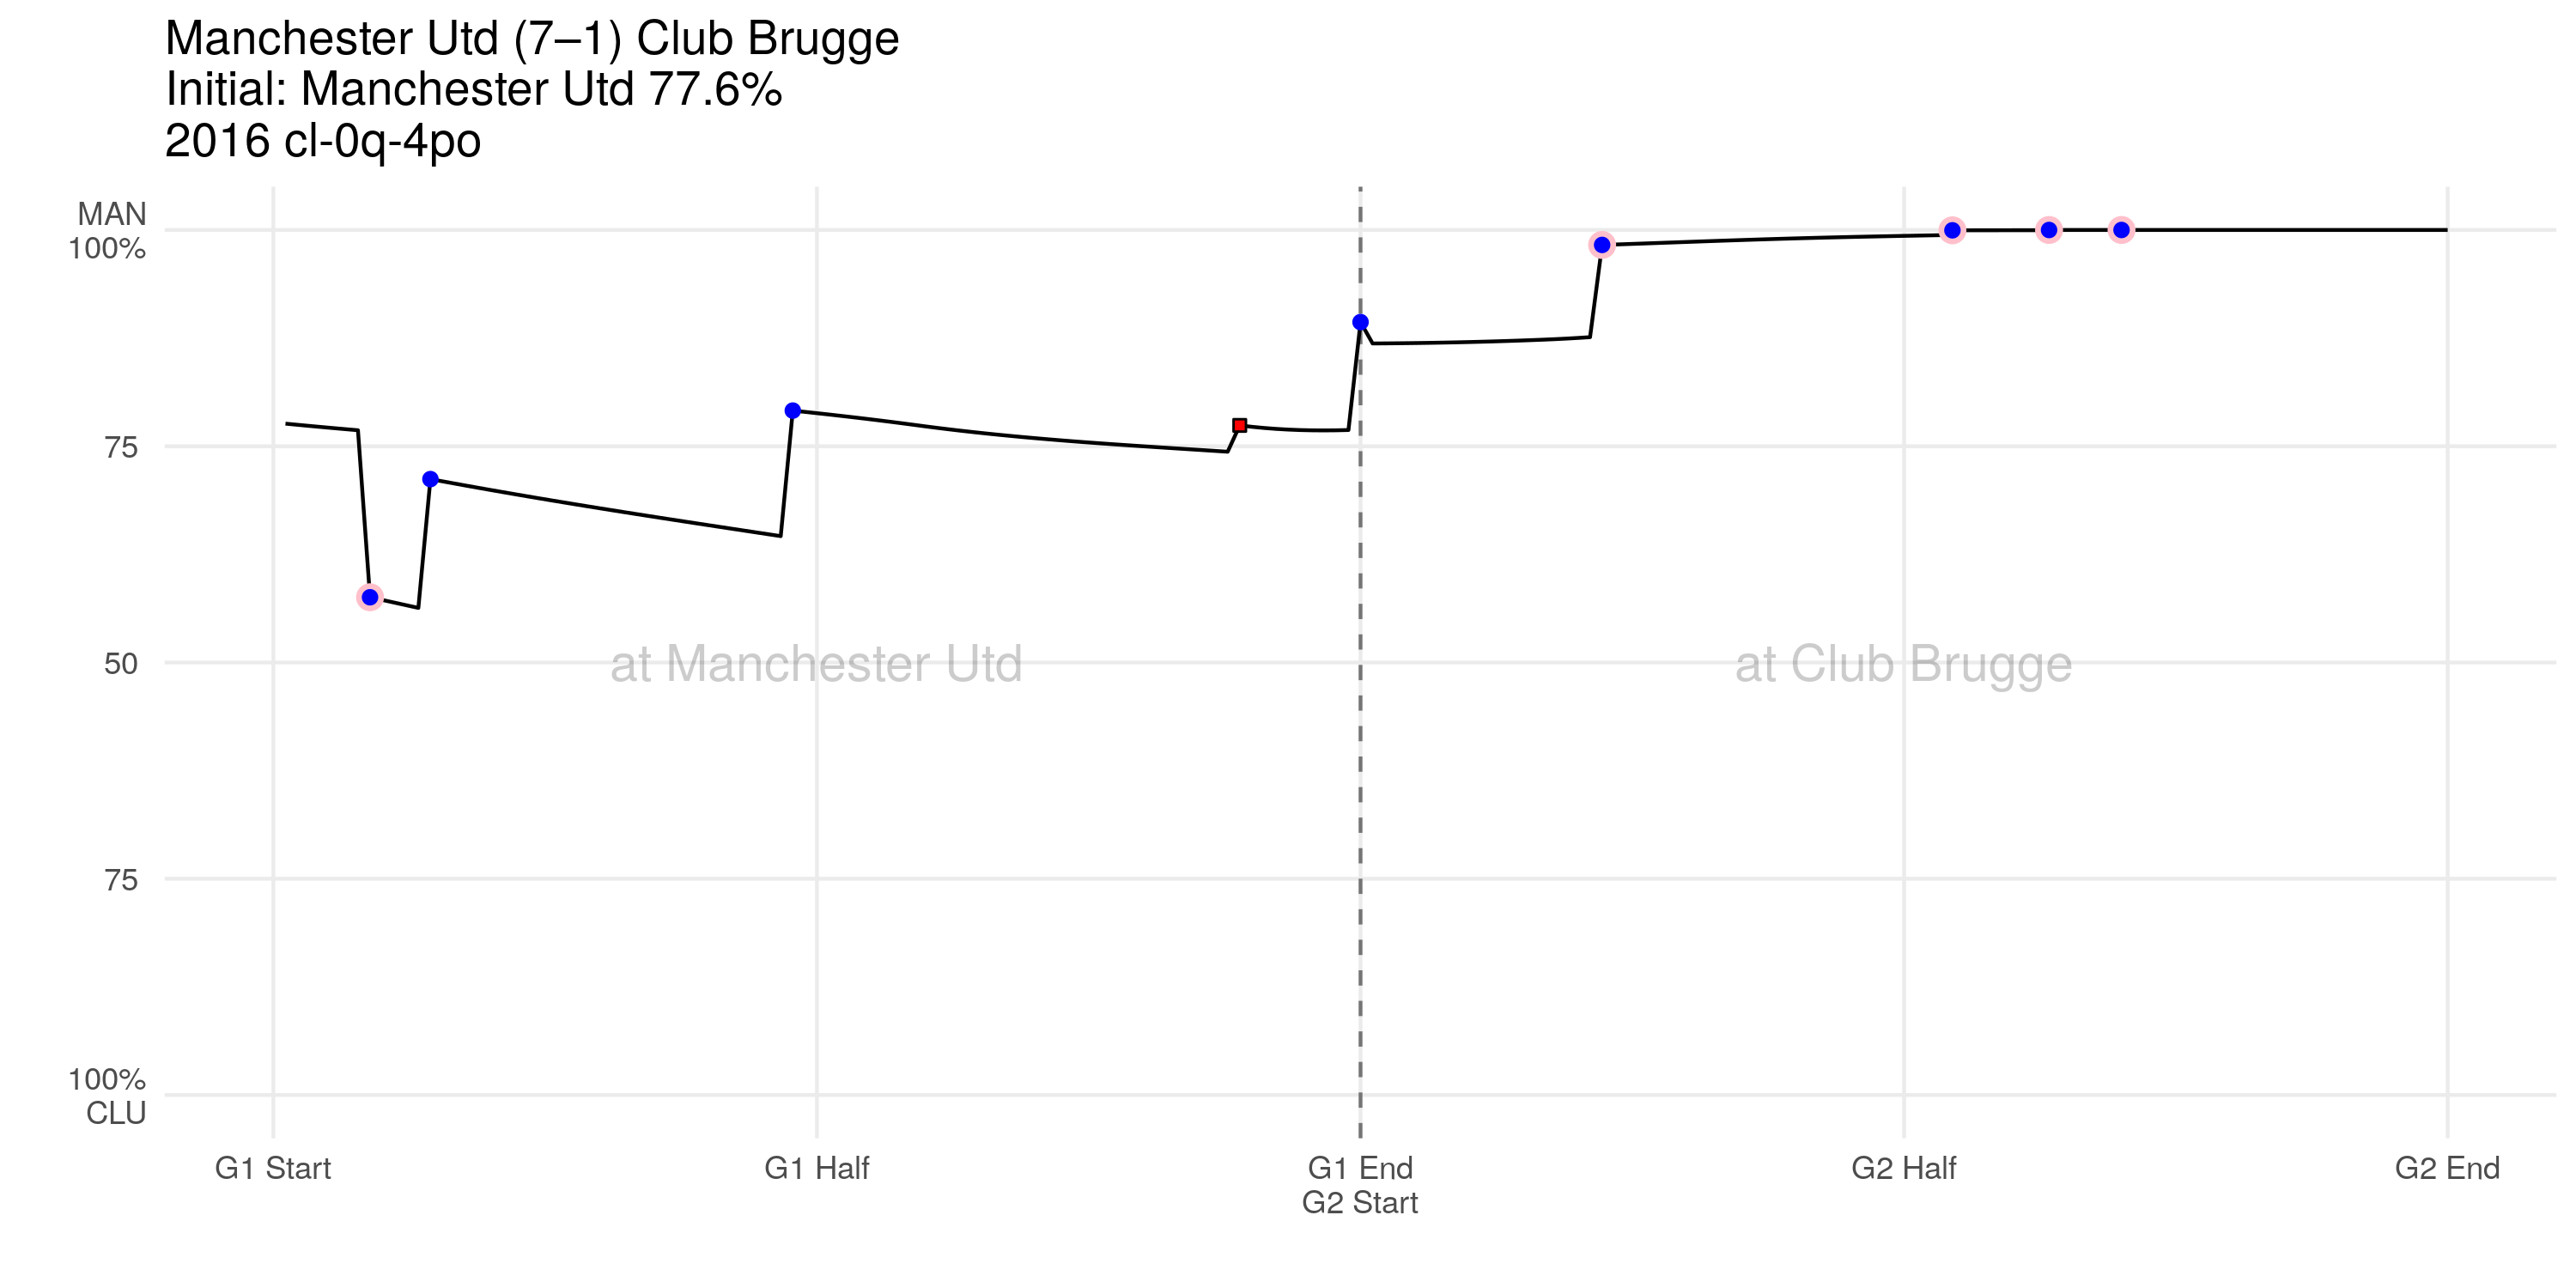 Manchester Utd (7–1) Club Brugge
Initial: Manchester Utd 77.6%
2016 cl-0q-4po
MAN
100%
75
50
75
100%
CLU
at Manchester Utd
at Club Brugge
G1 Start
G1 Half
G1 End
G2 Start
G2 Half
G2 End